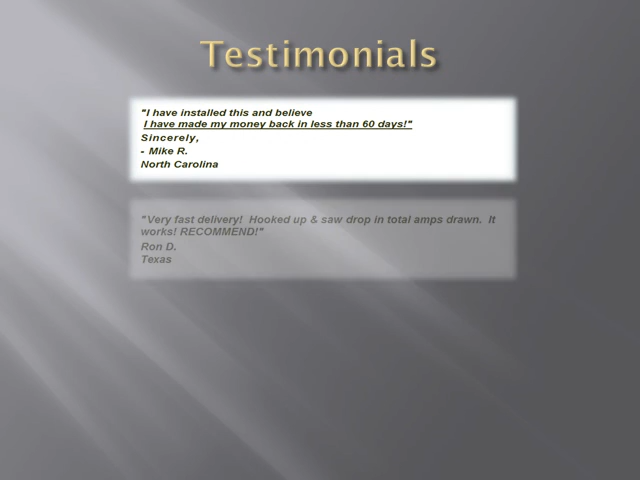 Testimonials
"I have installed this and believe
I have made my money back in less than 60 days!"
Sincerely,
- Mike R.
North Carolina
"Very fast delivery!  Hooked up & saw drop in total amps drawn.  It
works! RECOMMEND!"
Ron D.
Texas